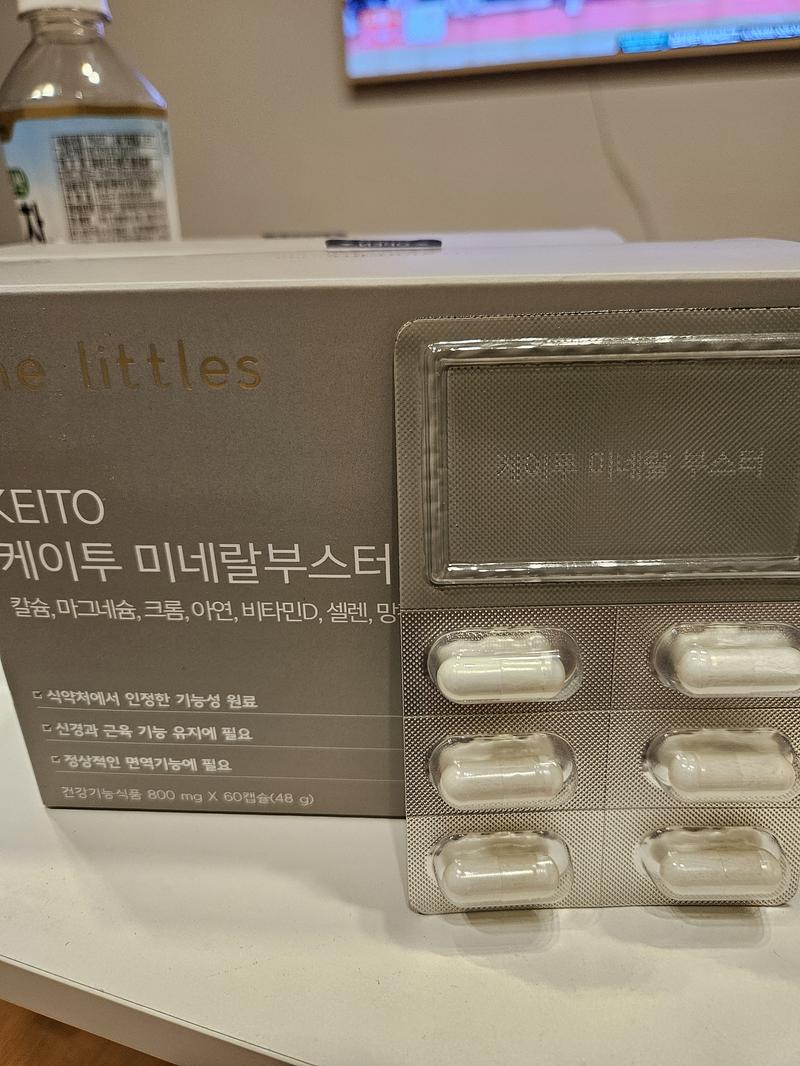 littles
KEITO
케이투 미네랄부스터
칼슘, 마그네슘, 크롬, 아연, 비타민D, 셀렌,
식약처에서 인정한 기능성 원료
신경과 근육 기능 유지에 필요
정상적인 면역기능에 필요
건강기능식품 800 mg X 60캡슐(48 g)
케이투 미네랄 부스터
차